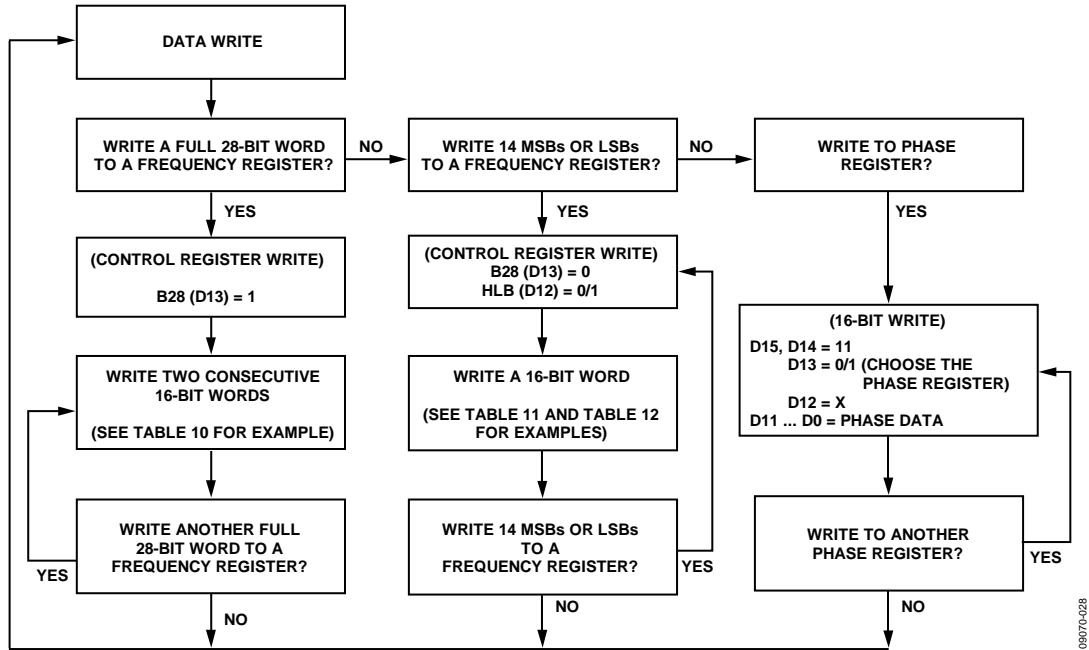 DATA WRITE
WRITE A FULL 28-BIT WORD
TO A FREQUENCY REGISTER?
NO
WRITE 14 MSBs OR LSBs
TO A FREQUENCY REGISTER?
NO
WRITE TO PHASE
REGISTER?
YES
YES
YES
(CONTROL REGISTER WRITE)
B28 (D13) = 1
(CONTROL REGISTER WRITE)
B28 (D13) = 0
HLB (D12) = 0/1
(16-BIT WRITE)
D15, D14 = 11
D13 = 0/1 (CHOOSE THE
PHASE REGISTER)
D12 = X
D11 ... D0 = PHASE DATA
WRITE TWO CONSECUTIVE
16-BIT WORDS
(SEE TABLE 10 FOR EXAMPLE)
WRITE A 16-BIT WORD
(SEE TABLE 11 AND TABLE 12
FOR EXAMPLES)
WRITE ANOTHER FULL
28-BIT WORD TO A
FREQUENCY REGISTER?
YES
NO
WRITE 14 MSBs OR LSBs
TO A
FREQUENCY REGISTER?
YES
NO
WRITE TO ANOTHER
PHASE REGISTER?
YES
NO
09070-028